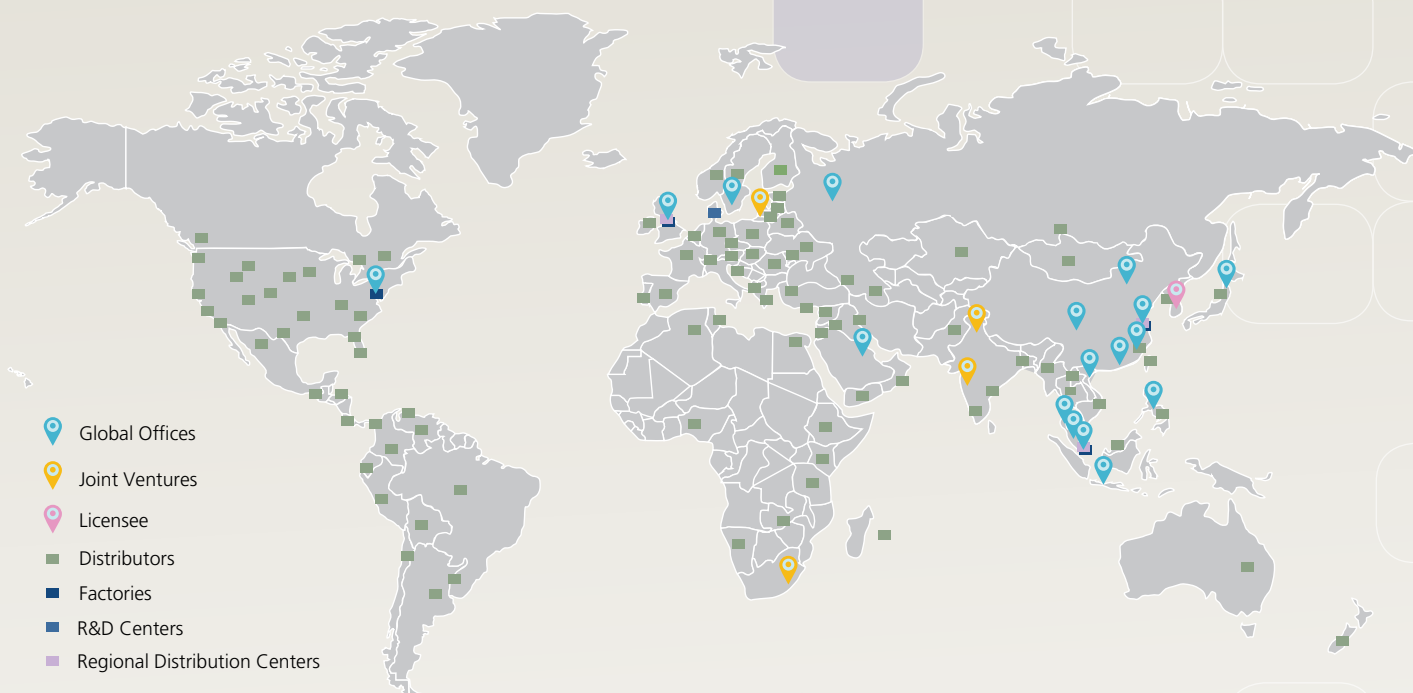 Global Offices
Joint Ventures
Licensee
Distributors
Factories
R&D Centers
Regional Distribution Centers